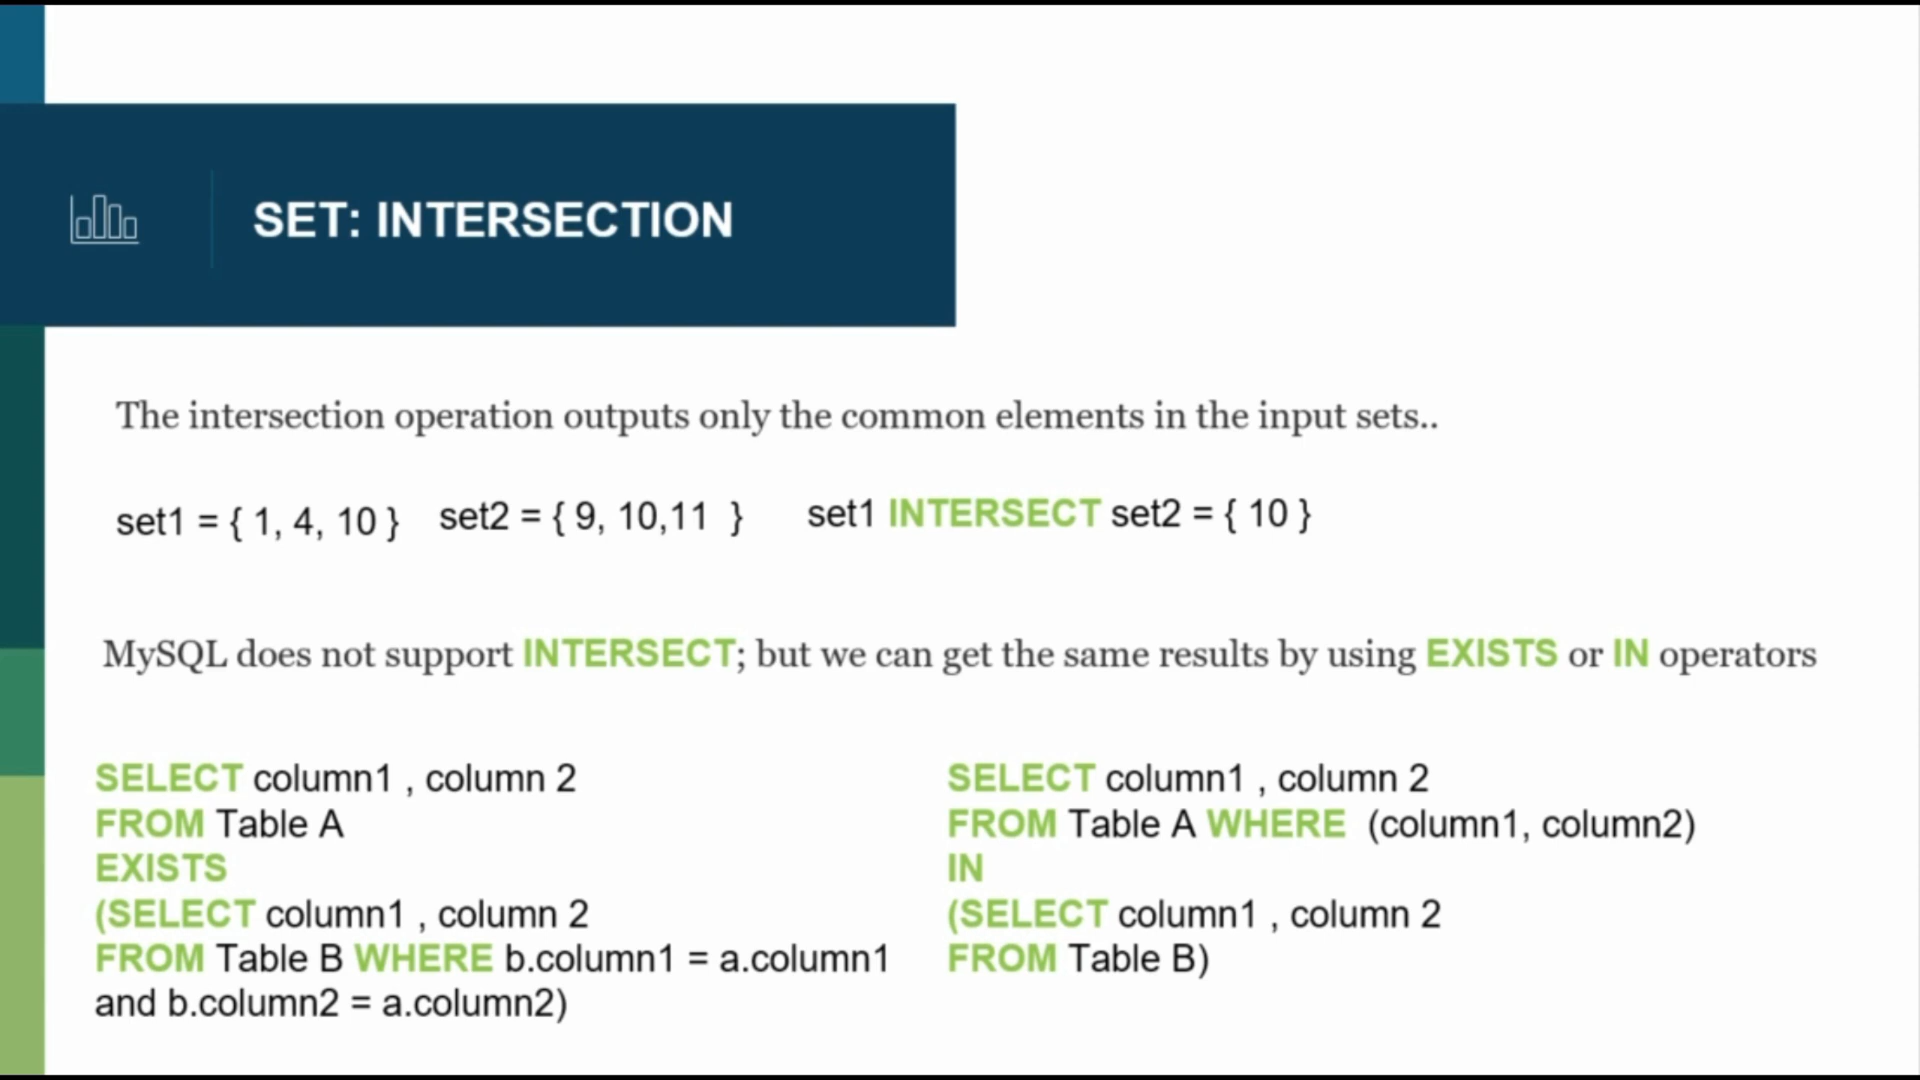 SET: INTERSECTION
The intersection operation outputs only the common elements in the input sets..
set1 = { 1, 4, 10 } set2 = { 9, 10,11 } set1 INTERSECT set2 = { 10 }
MySQL does not support INTERSECT; but we can get the same results by using EXISTS or IN operators
SELECT column1 , column 2
FROM Table A
EXISTS
(SELECT column1 , column 2
FROM Table B WHERE b.column1 = a.column1
and b.column2 = a.column2)
SELECT column1 , column 2
FROM Table A WHERE (column1, column2)
IN
(SELECT column1 , column 2
FROM Table B)